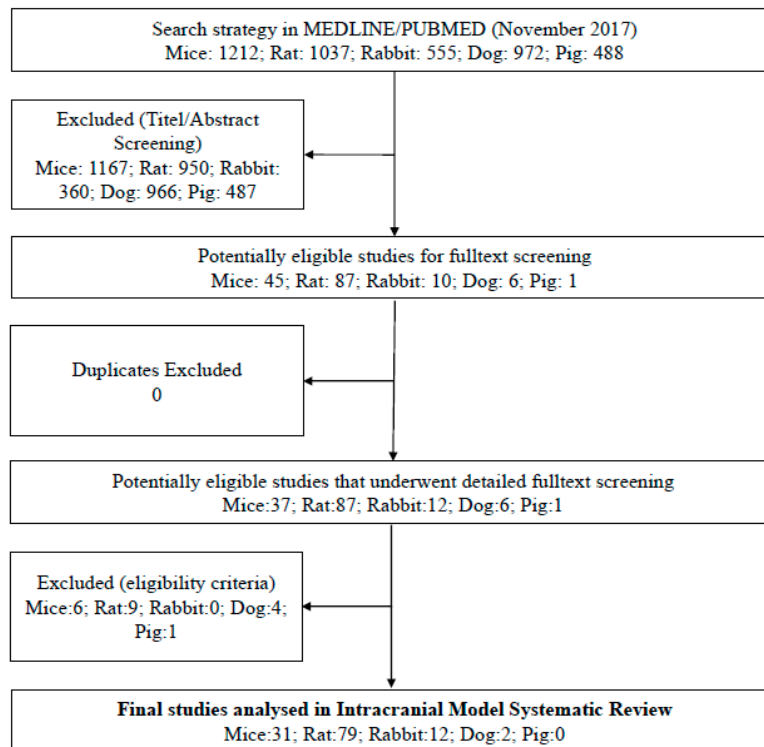 Search strategy in MEDLINE/PUBMED (November 2017)
Mice: 1212; Rat: 1037; Rabbit: 555; Dog: 972; Pig: 488
Excluded (Titel/Abstract
Screening)
Mice: 1167; Rat: 950; Rabbit:
360; Dog: 966; Pig: 487
Potentially eligible studies for fulltext screening
Mice: 45; Rat: 87; Rabbit: 10; Dog: 6; Pig: 1
Duplicates Excluded
0
Potentially eligible studies that underwent detailed fulltext screening
Mice:37; Rat:87; Rabbit:12; Dog:6; Pig:1
Excluded (eligibility criteria)
Mice:6; Rat:9; Rabbit:0; Dog:4;
Pig:1
Final studies analysed in Intracranial Model Systematic Review
Mice:31; Rat:79; Rabbit:12; Dog:2; Pig:0